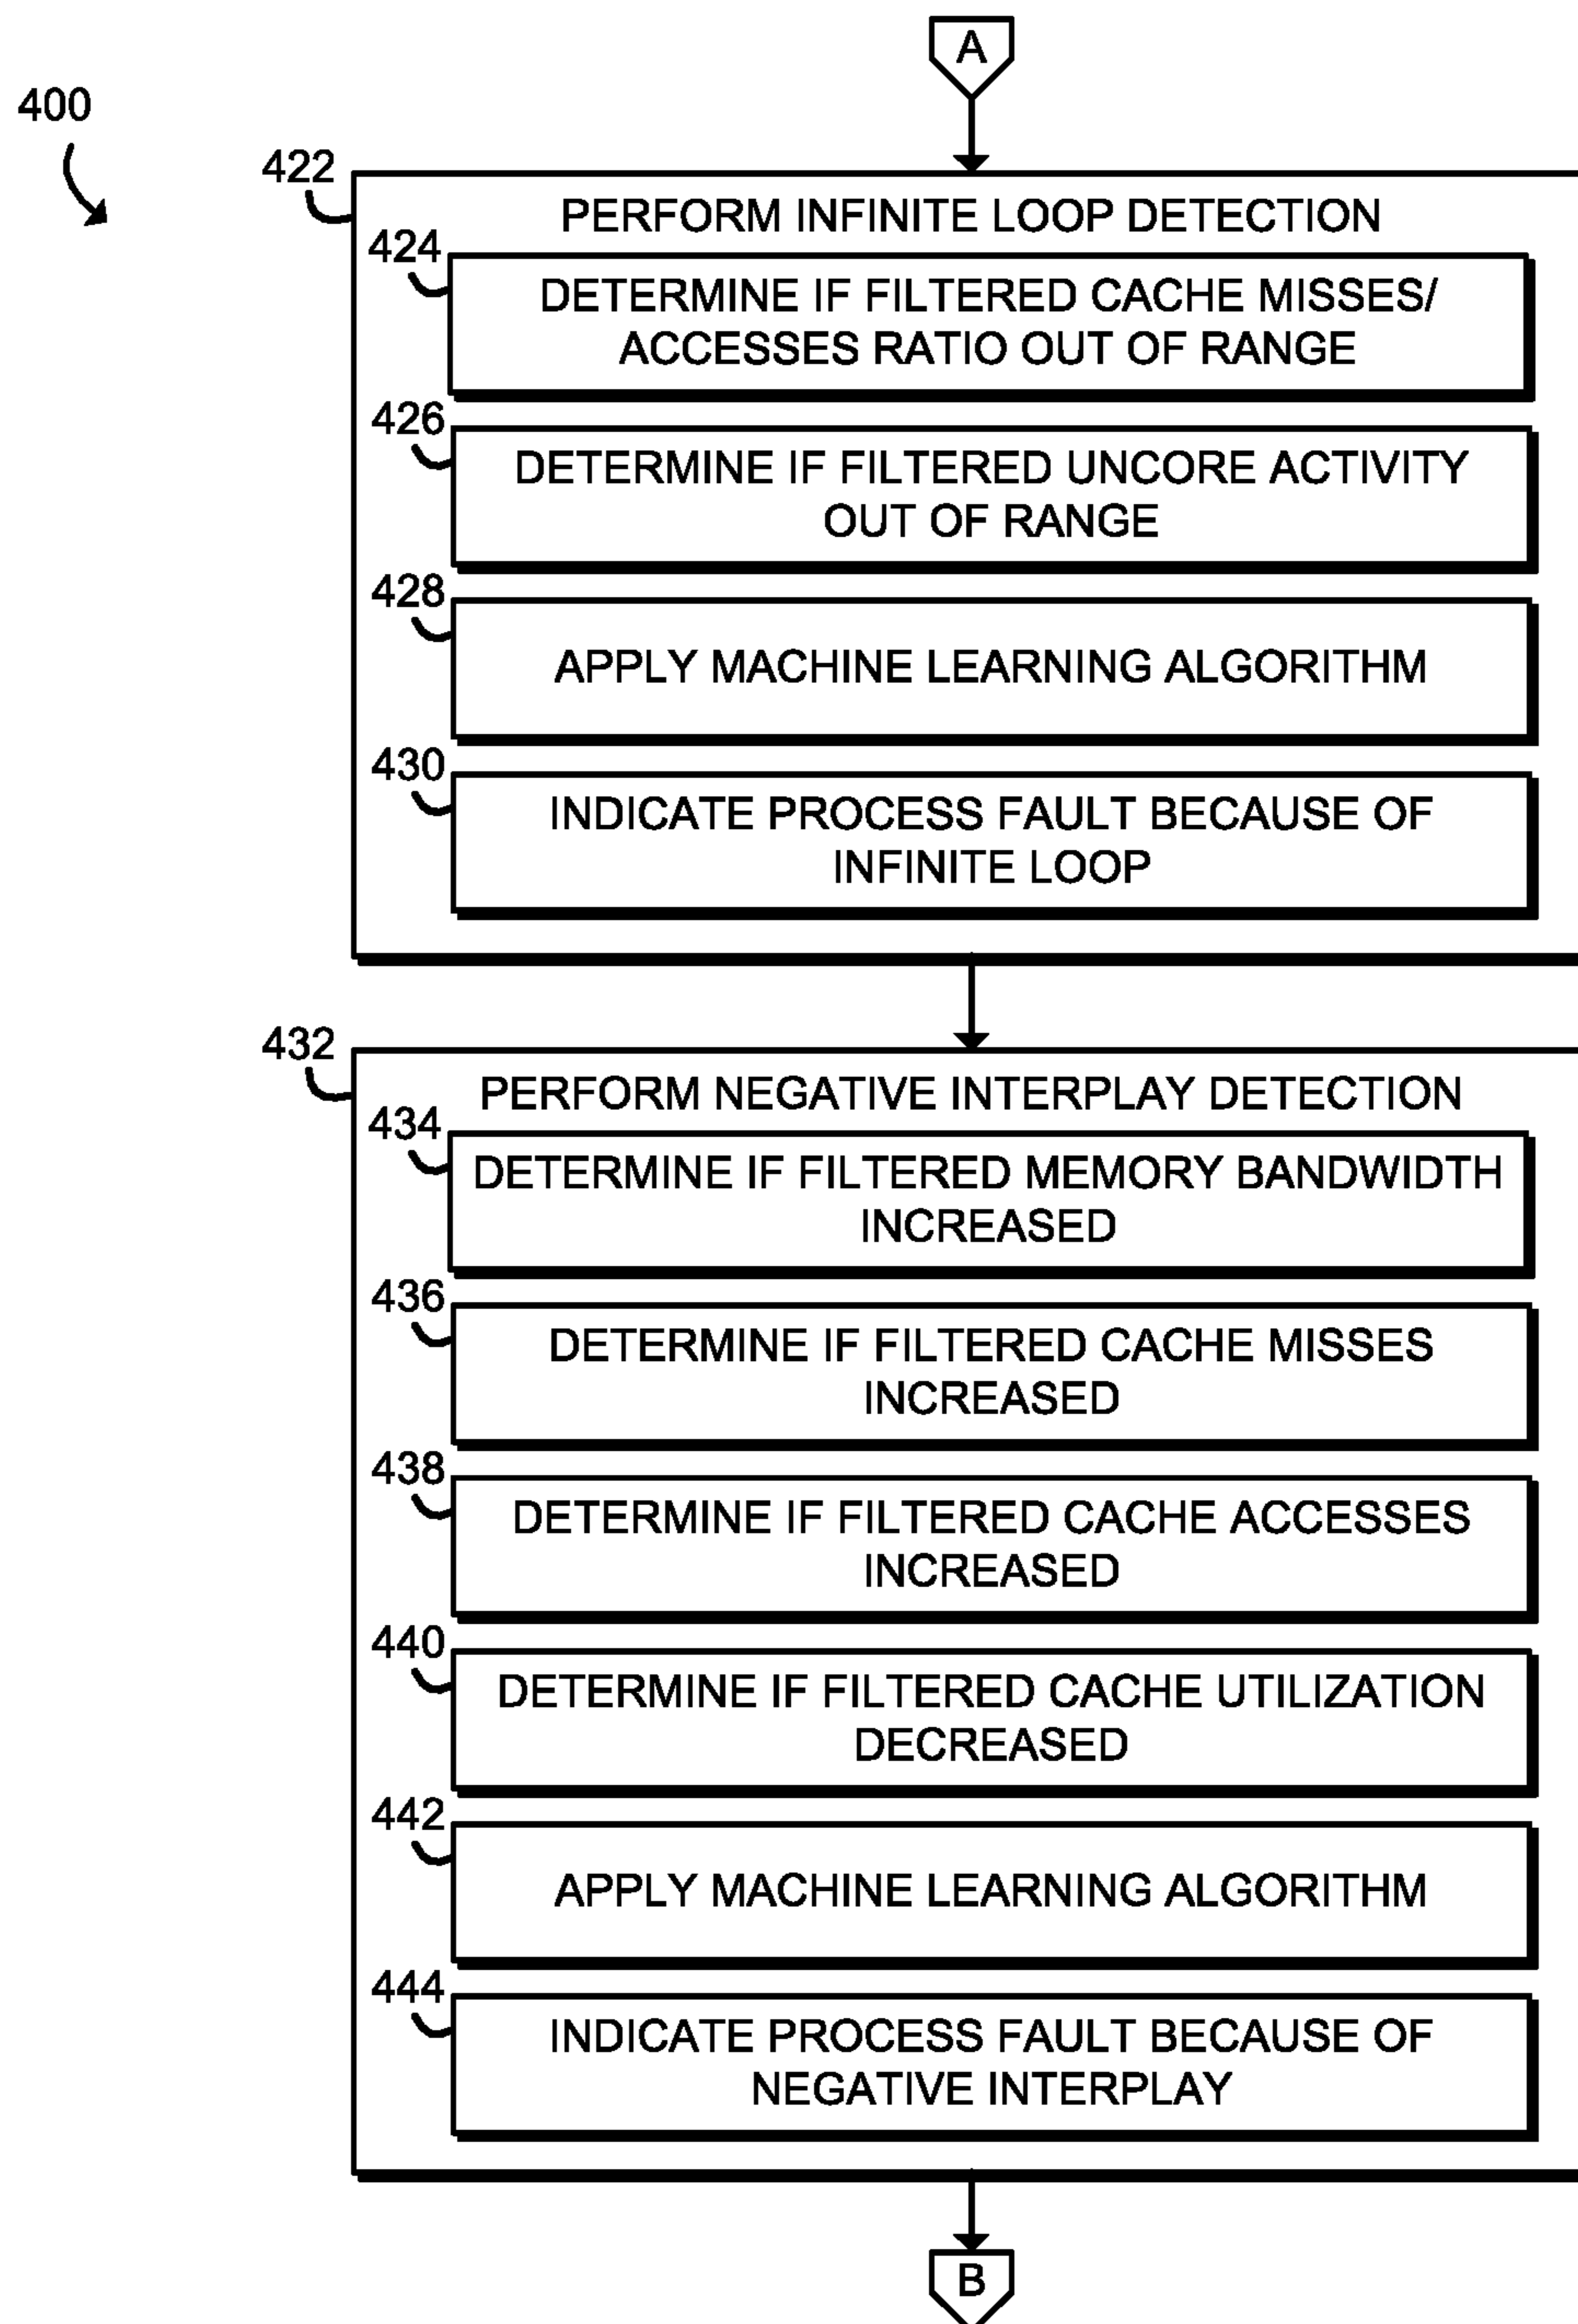 A
400
422
PERFORM INFINITE LOOP DETECTION
424
DETERMINE IF FILTERED CACHE MISSES/
ACCESSES RATIO OUT OF RANGE
426
DETERMINE IF FILTERED UNCORE ACTIVITY
OUT OF RANGE
428
APPLY MACHINE LEARNING ALGORITHM
430
INDICATE PROCESS FAULT BECAUSE OF
INFINITE LOOP
432
PERFORM NEGATIVE INTERPLAY DETECTION
434
DETERMINE IF FILTERED MEMORY BANDWIDTH
INCREASED
436
DETERMINE IF FILTERED CACHE MISSES
INCREASED
438
DETERMINE IF FILTERED CACHE ACCESSES
INCREASED
440
DETERMINE IF FILTERED CACHE UTILIZATION
DECREASED
442
APPLY MACHINE LEARNING ALGORITHM
444
INDICATE PROCESS FAULT BECAUSE OF
NEGATIVE INTERPLAY
B